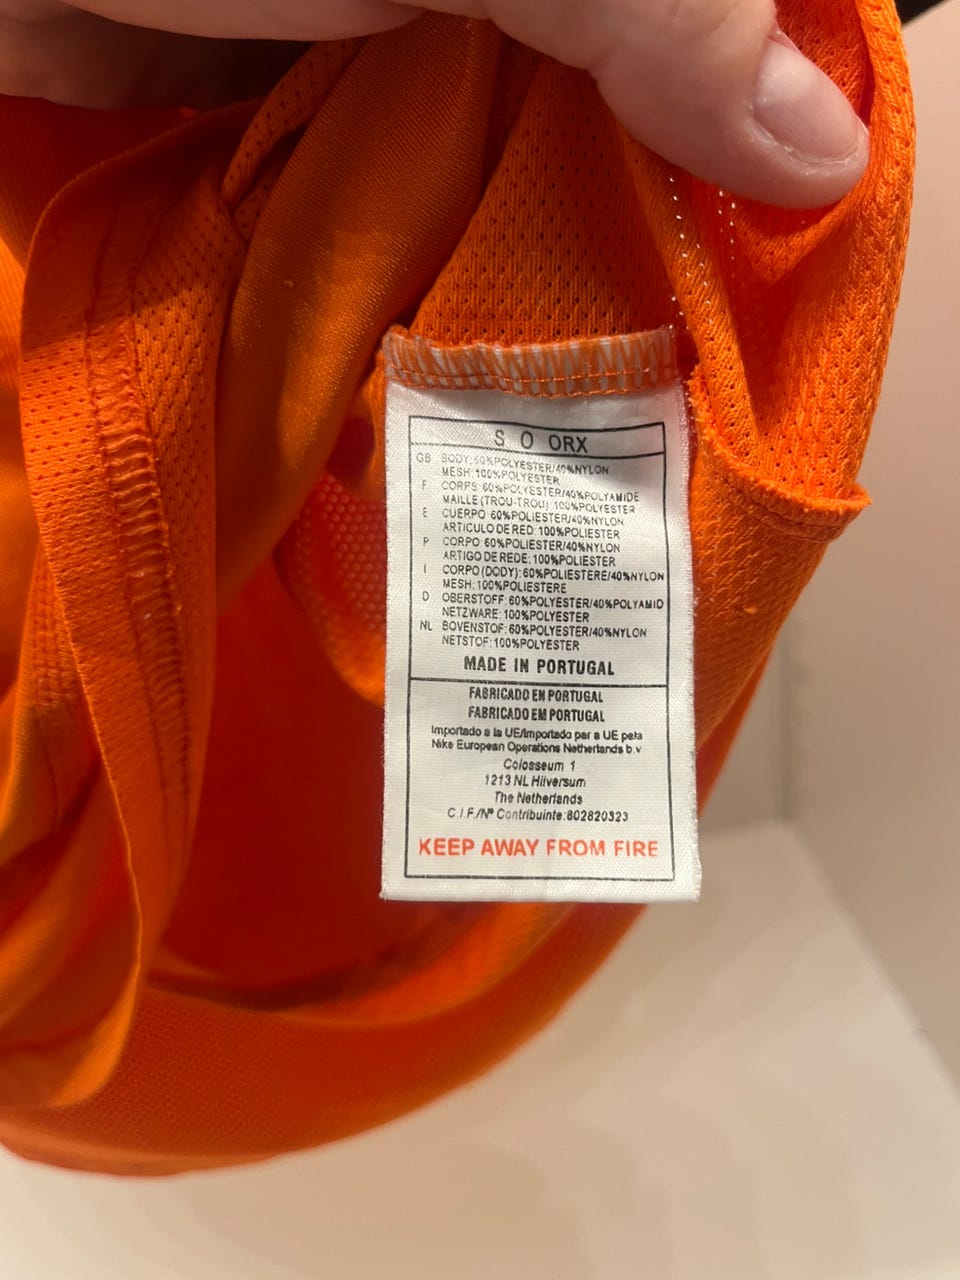 S O ORX
GB BODY:60%POLYESTER/40%NYLON
MESH:100%POLYESTER
F CORPS 60%POLYESTER/40%POLYAMIDE
MAILLE (TROU-TROU) 100%POLYESTER
E CUERPO 60%POLIESTER/40%NYLON
ARTICULO DE RED: 100%POLIESTER
P CORPO 60%POLIESTER/40%NYLON
ARTIGO DE REDE: 100%POLIESTER
I CORPO (DODY): 60%POLIESTERE/40%NYLON
MESH: 100%POLIESTERE
D OBERSTOFF: 60%POLYESTER/40%POLYAMID
NETZWARE: 100%POLYESTER
NL BOVENSTOF: 60%POLYESTER/40%NYLON
NETSTOF: 100%POLYESTER
MADE IN PORTUGAL
FABRICADO EN PORTUGAL
FABRICADO EM PORTUGAL
Importado a la UE/Importado par a UE pela
Nike European Operations Netherlands b.v
Colosseum 1
1213 NL Hilversum
The Netherlands
C.I.F./Nº Contribuinte:602820323
KEEP AWAY FROM FIRE